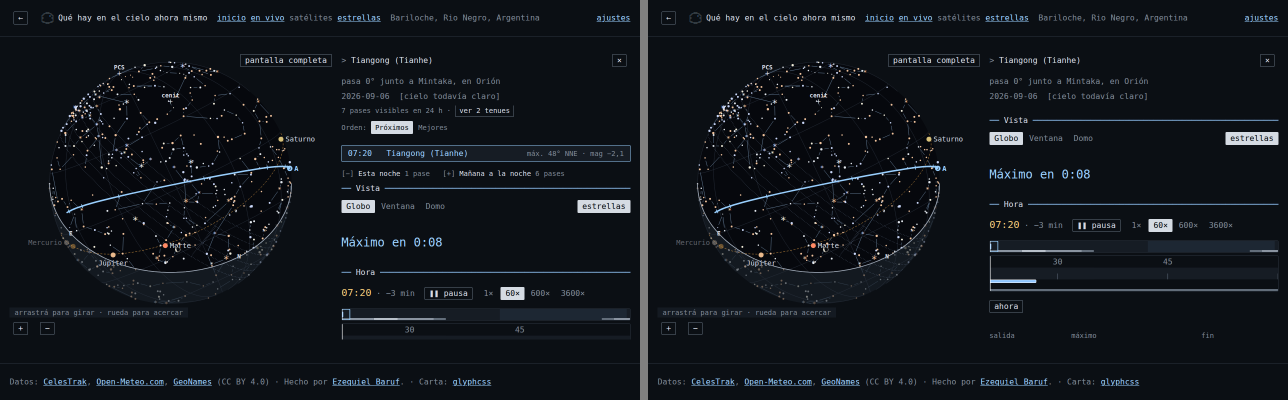 ← Qué hay en el cielo ahora mismo inicio en vivo satélites estrellas Bariloche, Río Negro, Argentina ajustes
pantalla completa
PCS
cenit
Saturno
A
Mercurio
E
Marte
Júpiter
N
arrastrá para girar · rueda para acercar
+ −
> Tiangong (Tianhe) ×
pasa 0° junto a Mintaka, en Orión
2026-09-06 [cielo todavía claro]
7 pases visibles en 24 h · ver 2 tenues
Orden: Próximos Mejores
07:20 Tiangong (Tianhe) máx. 48° NNE · mag −2,1
[−] Esta noche 1 pase [+] Mañana a la noche 6 pases
Vista
Globo Ventana Domo estrellas
Máximo en 0:08
Hora
07:20 · −3 min ❚❚ pausa 1× 60× 600× 3600×
30 45
Datos: CelesTrak, Open-Meteo.com, GeoNames (CC BY 4.0) · Hecho por Ezequiel Baruf. · Carta: glyphcss
← Qué hay en el cielo ahora mismo inicio en vivo satélites estrellas Bariloche, Río Negro, Argentina ajustes
pantalla completa
PCS
cenit
Saturno
A
Mercurio
E
Marte
Júpiter
N
arrastrá para girar · rueda para acercar
+ −
> Tiangong (Tianhe) ×
pasa 0° junto a Mintaka, en Orión
2026-09-06 [cielo todavía claro]
Vista
Globo Ventana Domo estrellas
Máximo en 0:08
Hora
07:20 · −3 min ❚❚ pausa 1× 60× 600× 3600×
30 45
ahora
salida máximo fin
Datos: CelesTrak, Open-Meteo.com, GeoNames (CC BY 4.0) · Hecho por Ezequiel Baruf. · Carta: glyphcss